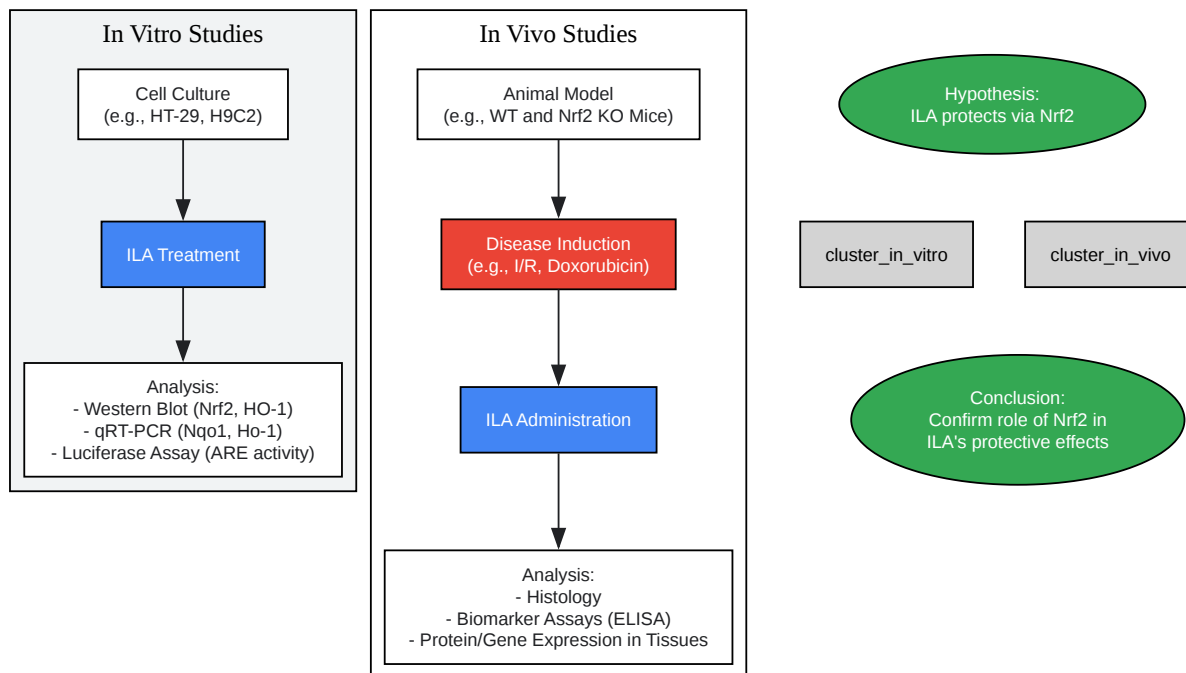 In Vitro Studies
Cell Culture
(e.g., HT-29, H9C2)
ILA Treatment
Analysis:
- Western Blot (Nrf2, HO-1)
- qRT-PCR (Nqo1, Ho-1)
- Luciferase Assay (ARE activity)
In Vivo Studies
Animal Model
(e.g., WT and Nrf2 KO Mice)
Disease Induction
(e.g., I/R, Doxorubicin)
ILA Administration
Analysis:
- Histology
- Biomarker Assays (ELISA)
- Protein/Gene Expression in Tissues
Hypothesis:
ILA protects via Nrf2
cluster_in_vitro
cluster_in_vivo
Conclusion:
Confirm role of Nrf2 in
ILA's protective effects